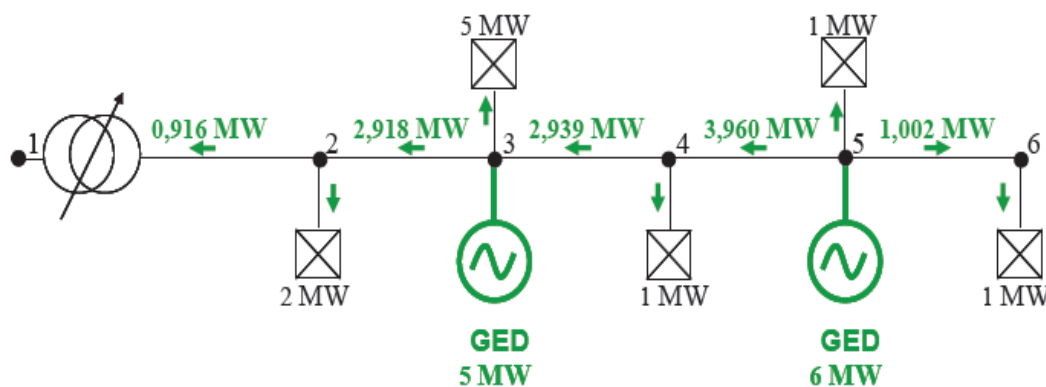 5 MW
1 MW
0,916 MW
2,918 MW
2,939 MW
3,960 MW
1,002 MW
1
2
3
4
5
6
2 MW
1 MW
1 MW
GED
5 MW
GED
6 MW